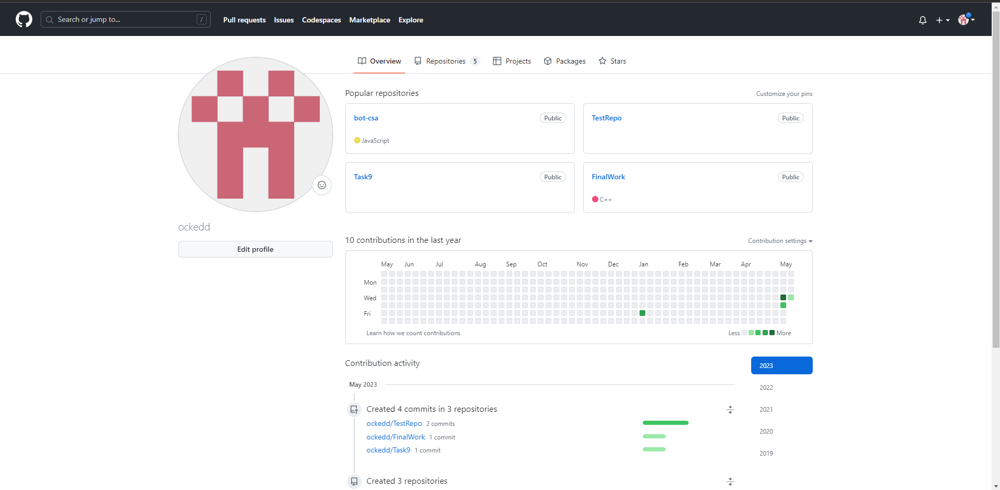 Search or jump to... / Pull requests Issues Codespaces Marketplace Explore
Overview Repositories 5 Projects Packages Stars
Popular repositories Customize your pins
bot-csa Public
JavaScript
TestRepo Public
Task9 Public
FinalWork Public
C++
ockedd
Edit profile
10 contributions in the last year Contribution settings
May Jun Jul Aug Sep Oct Nov Dec Jan Feb Mar Apr May
Mon
Wed
Fri
Learn how we count contributions Less More
Contribution activity
2023
2022
2021
2020
2019
May 2023
Created 4 commits in 3 repositories
ockedd/TestRepo 2 commits
ockedd/FinalWork 1 commit
ockedd/Task9 1 commit
Created 3 repositories